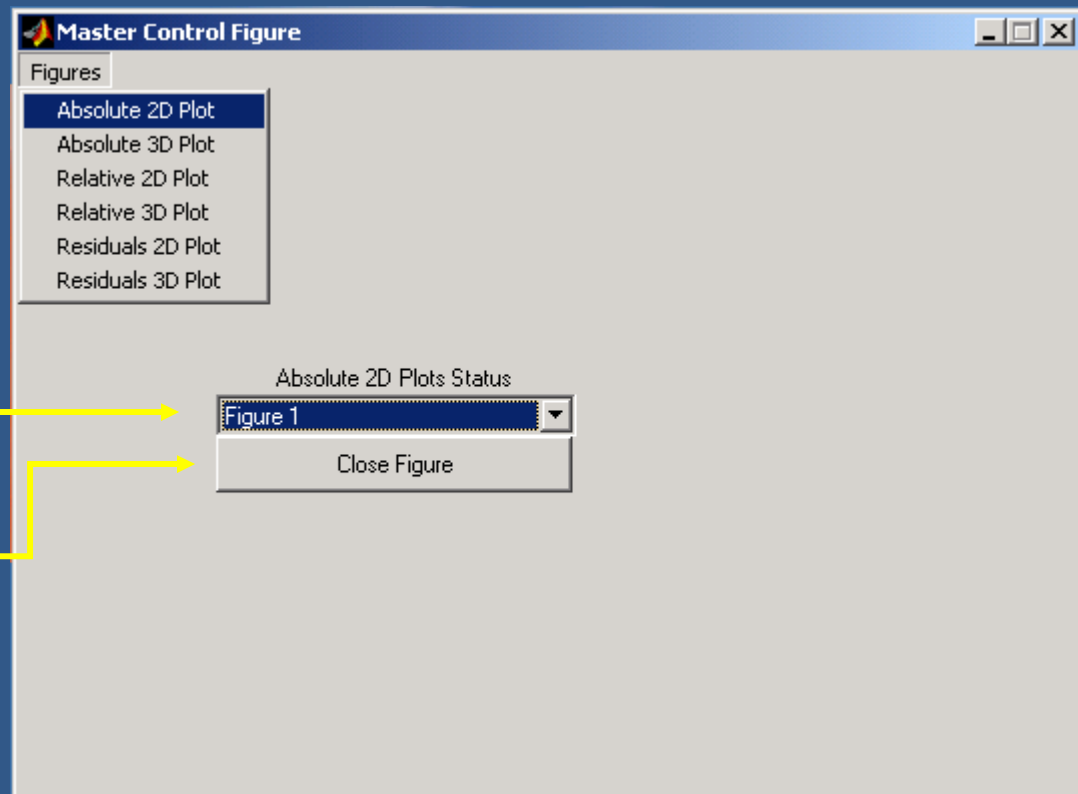 Master Control Figure
Figures
Absolute 2D Plot
Absolute 3D Plot
Relative 2D Plot
Relative 3D Plot
Residuals 2D Plot
Residuals 3D Plot
Absolute 2D Plots Status
Figure 1
Close Figure